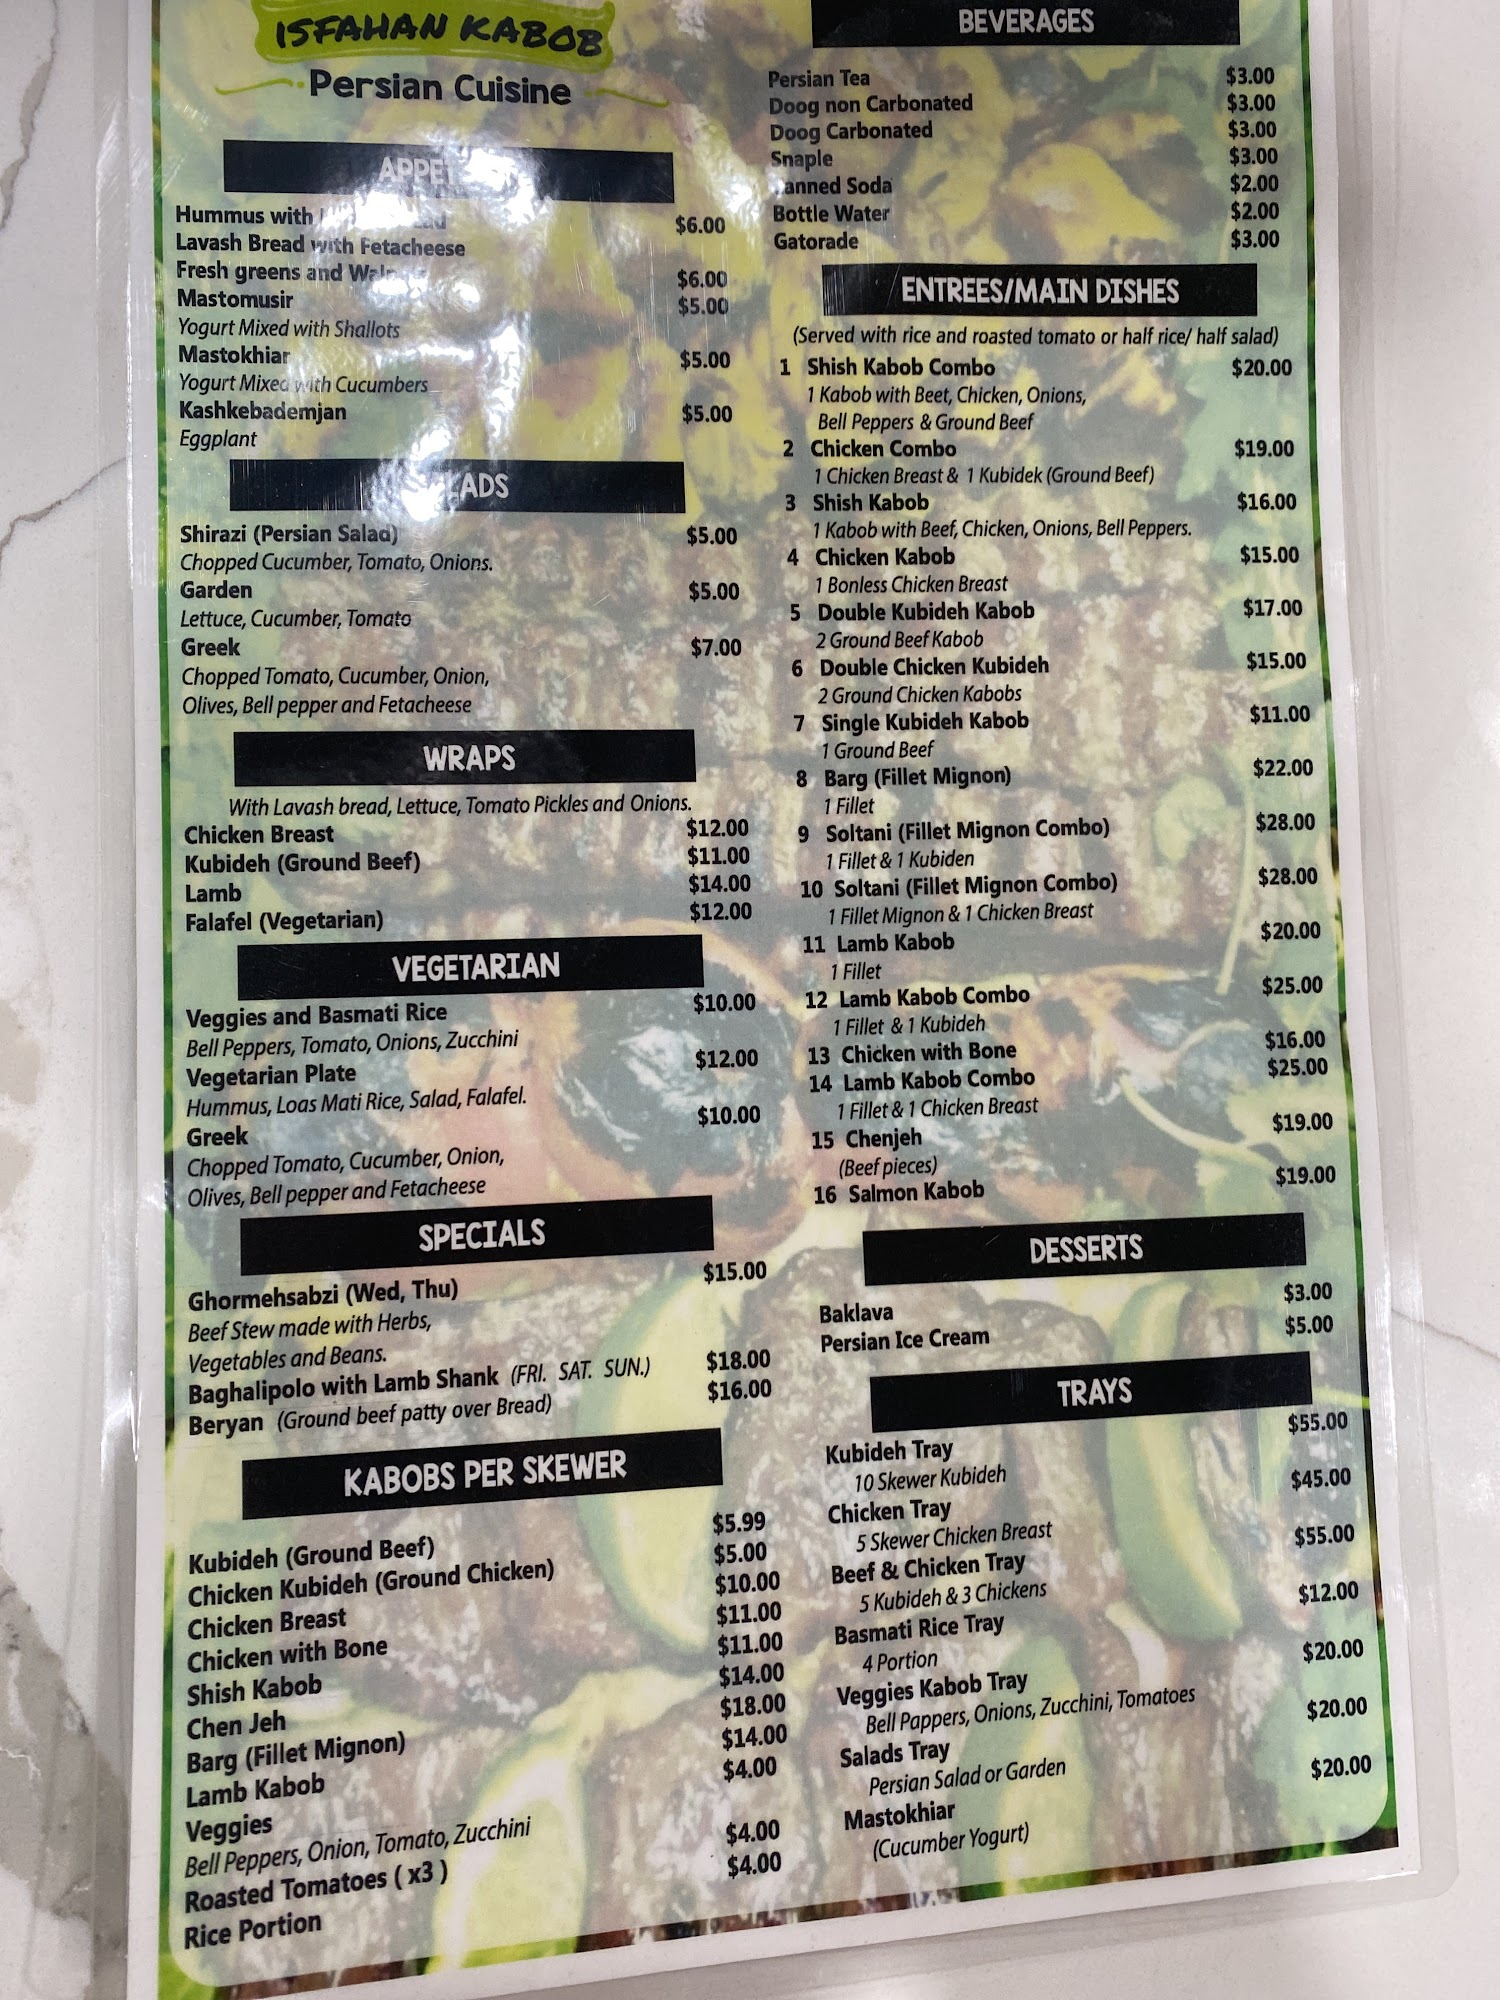 ISFAHAN KABOB
Persian Cuisine
APPE
Hummus with $6.00
Lavash Bread with Fetacheese
Fresh greens and $6.00
Mastomusir $5.00
Yogurt Mixed with Shallots
Mastokhiar $5.00
Yogurt Mixed with Cucumbers
Kashkebademjan $5.00
Eggplant
LADS
Shirazi (Persian Salad) $5.00
Chopped Cucumber, Tomato, Onions.
Garden $5.00
Lettuce, Cucumber, Tomato
Greek $7.00
Chopped Tomato, Cucumber, Onion,
Olives, Bell pepper and Fetacheese
WRAPS
With Lavash bread, Lettuce, Tomato Pickles and Onions.
Chicken Breast $12.00
Kubideh (Ground Beef) $11.00
Lamb $14.00
Falafel (Vegetarian) $12.00
VEGETARIAN
Veggies and Basmati Rice $10.00
Bell Peppers, Tomato, Onions, Zucchini
Vegetarian Plate $12.00
Hummus, Loas Mati Rice, Salad, Falafel.
Greek $10.00
Chopped Tomato, Cucumber, Onion,
Olives, Bell pepper and Fetacheese
SPECIALS
Ghormehsabzi (Wed, Thu) $15.00
Beef Stew made with Herbs,
Vegetables and Beans.
Baghalipolo with Lamb Shank (FRI. SAT. SUN.) $18.00
Beryan (Ground beef patty over Bread) $16.00
KABOBS PER SKEWER
Kubideh (Ground Beef) $5.99
Chicken Kubideh (Ground Chicken) $5.00
Chicken Breast $10.00
Chicken with Bone $11.00
Shish Kabob $11.00
Chen Jeh $14.00
Barg (Fillet Mignon) $18.00
Lamb Kabob $14.00
Veggies $4.00
Bell Peppers, Onion, Tomato, Zucchini
Roasted Tomatoes ( x3 ) $4.00
Rice Portion $4.00
BEVERAGES
Persian Tea $3.00
Doog non Carbonated $3.00
Doog Carbonated $3.00
Snaple $3.00
anned Soda $2.00
Bottle Water $2.00
Gatorade $3.00
ENTREES/MAIN DISHES
(Served with rice and roasted tomato or half rice/ half salad)
1 Shish Kabob Combo $20.00
1 Kabob with Beet, Chicken, Onions,
Bell Peppers & Ground Beef
2 Chicken Combo $19.00
1 Chicken Breast & 1 Kubidek (Ground Beef)
3 Shish Kabob $16.00
1 Kabob with Beef, Chicken, Onions, Bell Peppers.
4 Chicken Kabob $15.00
1 Bonless Chicken Breast
5 Double Kubideh Kabob $17.00
2 Ground Beef Kabob
6 Double Chicken Kubideh $15.00
2 Ground Chicken Kabobs
7 Single Kubideh Kabob $11.00
1 Ground Beef
8 Barg (Fillet Mignon) $22.00
1 Fillet
9 Soltani (Fillet Mignon Combo) $28.00
1 Fillet & 1 Kubiden
10 Soltani (Fillet Mignon Combo) $28.00
1 Fillet Mignon & 1 Chicken Breast
11 Lamb Kabob $20.00
1 Fillet
12 Lamb Kabob Combo $25.00
1 Fillet & 1 Kubideh
13 Chicken with Bone $16.00
14 Lamb Kabob Combo $25.00
1 Fillet & 1 Chicken Breast
15 Chenjeh $19.00
(Beef pieces)
16 Salmon Kabob $19.00
DESSERTS
Baklava $3.00
Persian Ice Cream $5.00
TRAYS
Kubideh Tray $55.00
10 Skewer Kubideh
Chicken Tray $45.00
5 Skewer Chicken Breast
Beef & Chicken Tray $55.00
5 Kubideh & 3 Chickens
Basmati Rice Tray $12.00
4 Portion
Veggies Kabob Tray $20.00
Bell Pappers, Onions, Zucchini, Tomatoes
Salads Tray $20.00
Persian Salad or Garden
Mastokhiar $20.00
(Cucumber Yogurt)